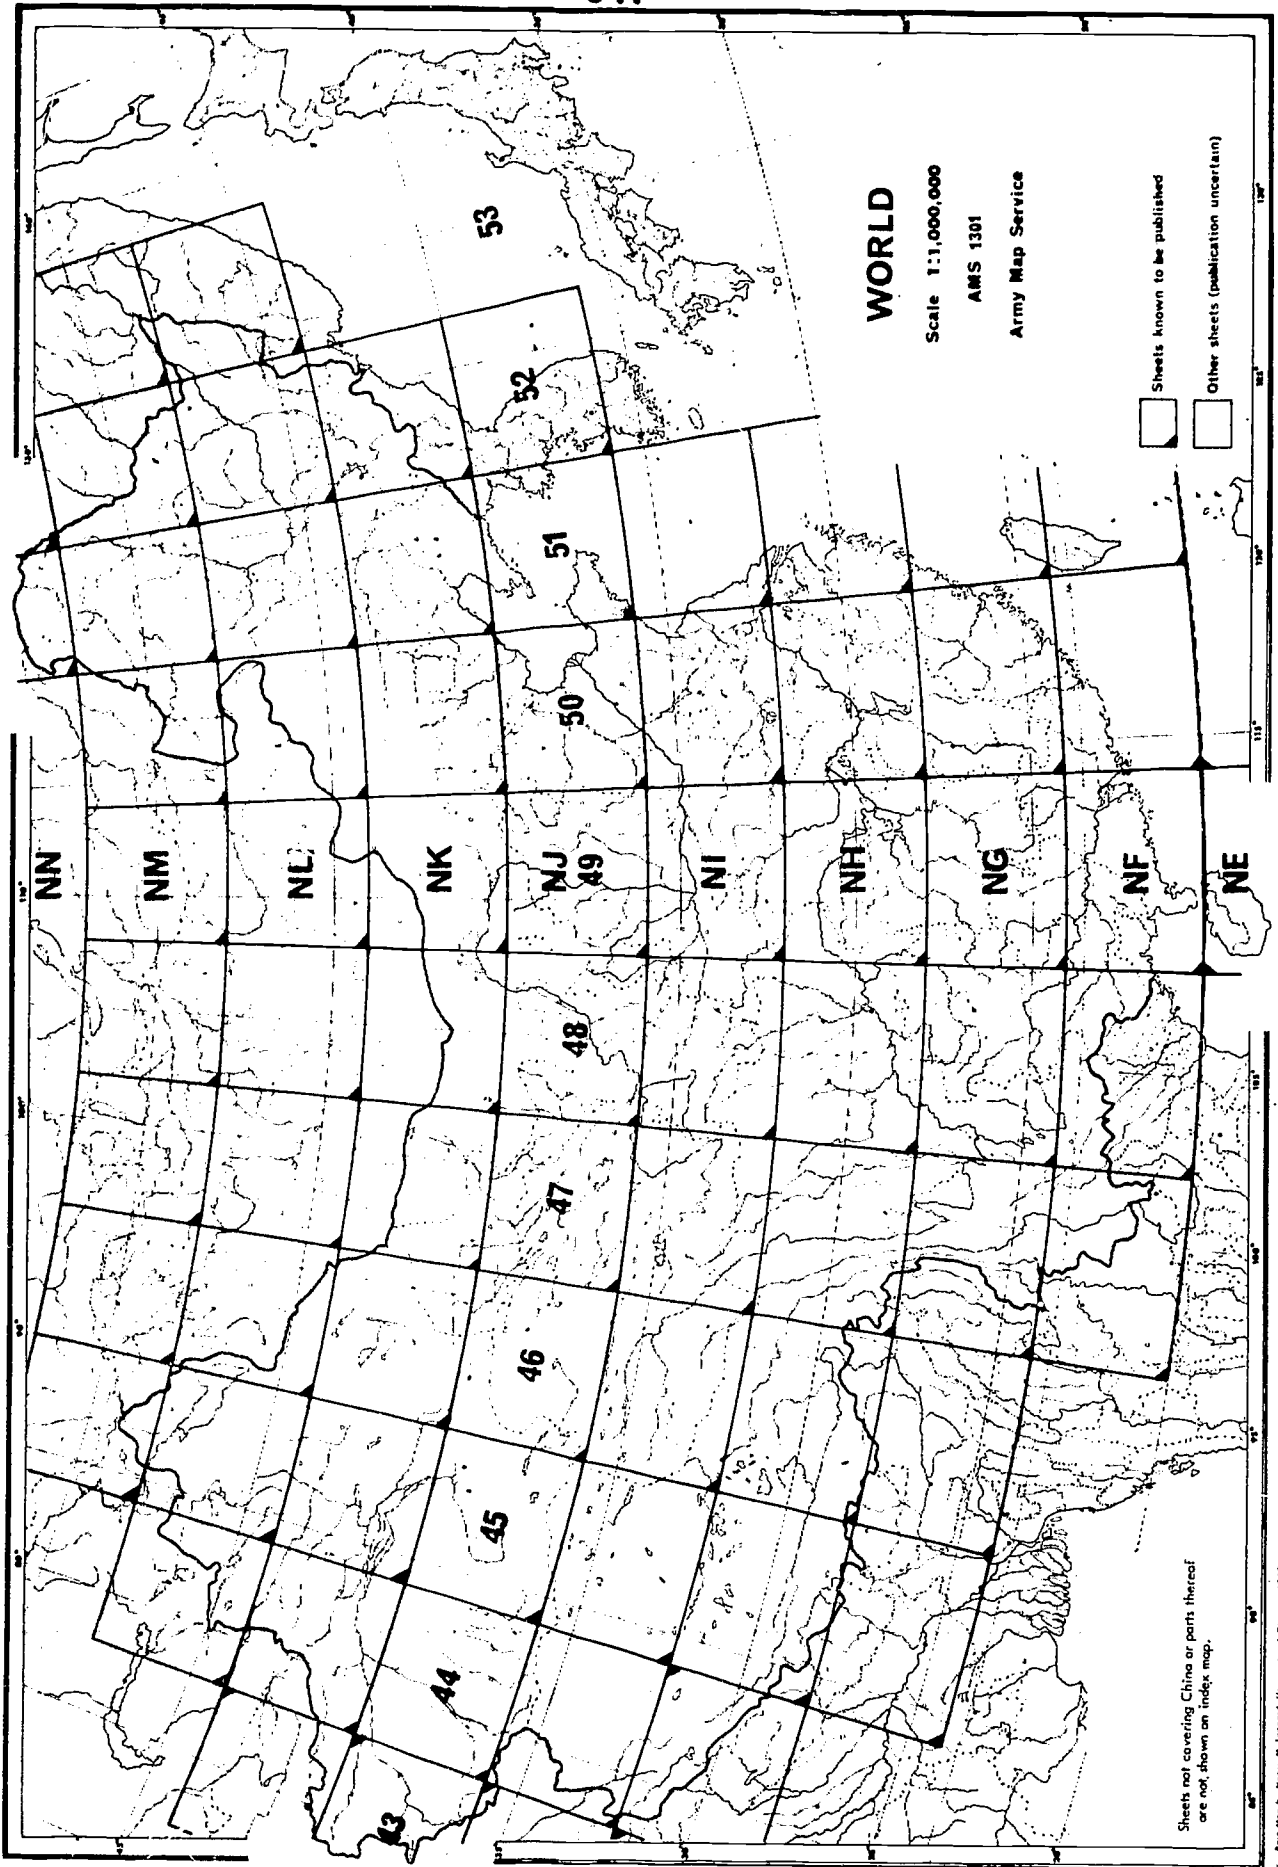 WORLD
Scale 1:1,000,000
AMS 1301
Army Map Service
Sheets known to be published
Other sheets (publication uncertain)
NN
NM
NL
NK
NJ
NI
NH
NG
NF
NE
43
44
45
46
47
48
49
50
51
52
53
Sheets not covering China or parts thereof
are not shown on index map.